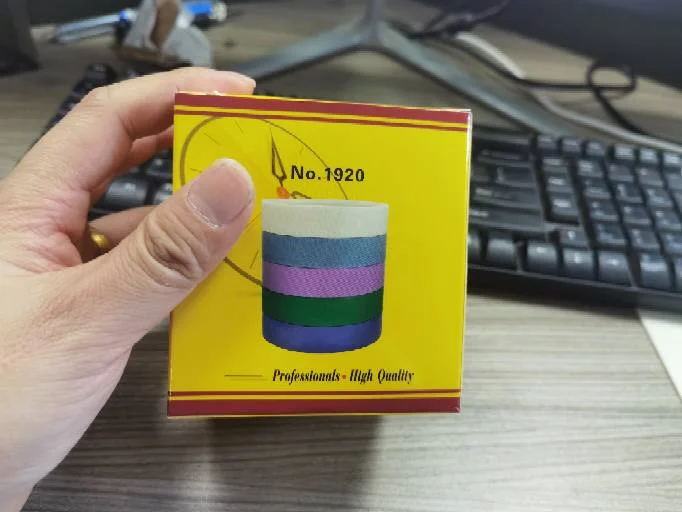 No.1920
Professionals • High Quality